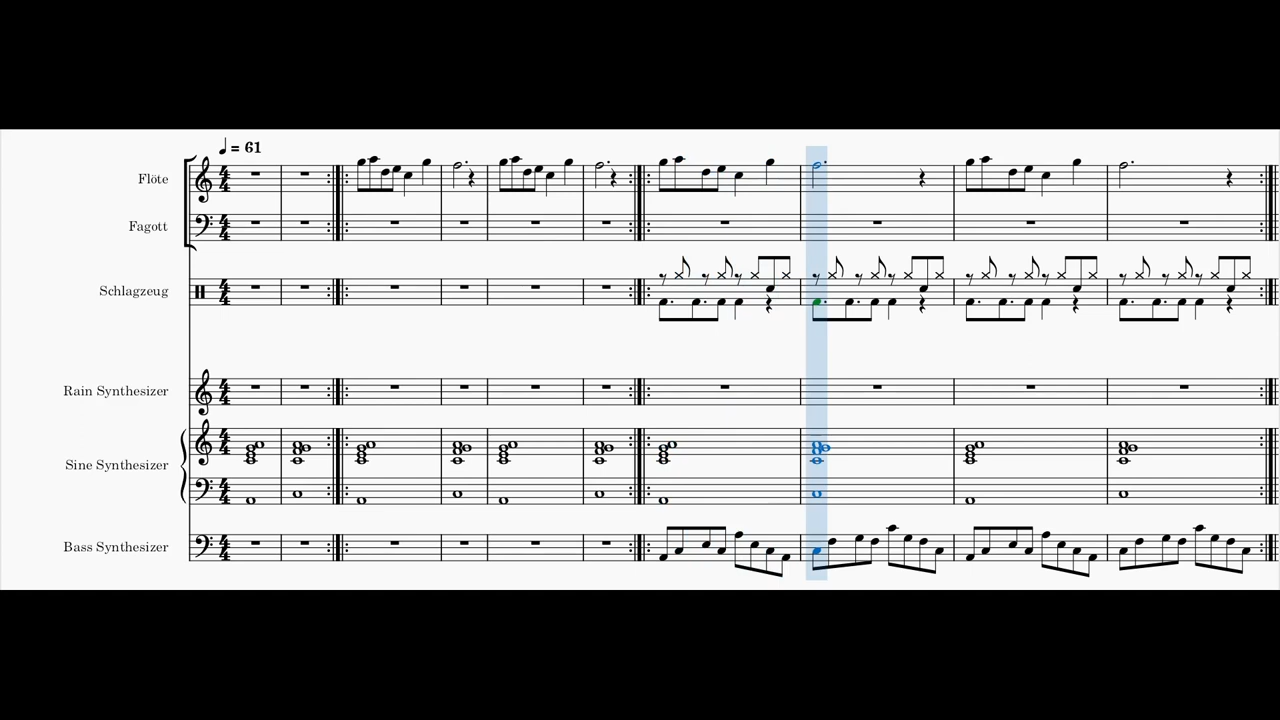 ♩ = 61
Flöte
Fagott
Schlagzeug
Rain Synthesizer
Sine Synthesizer
Bass Synthesizer